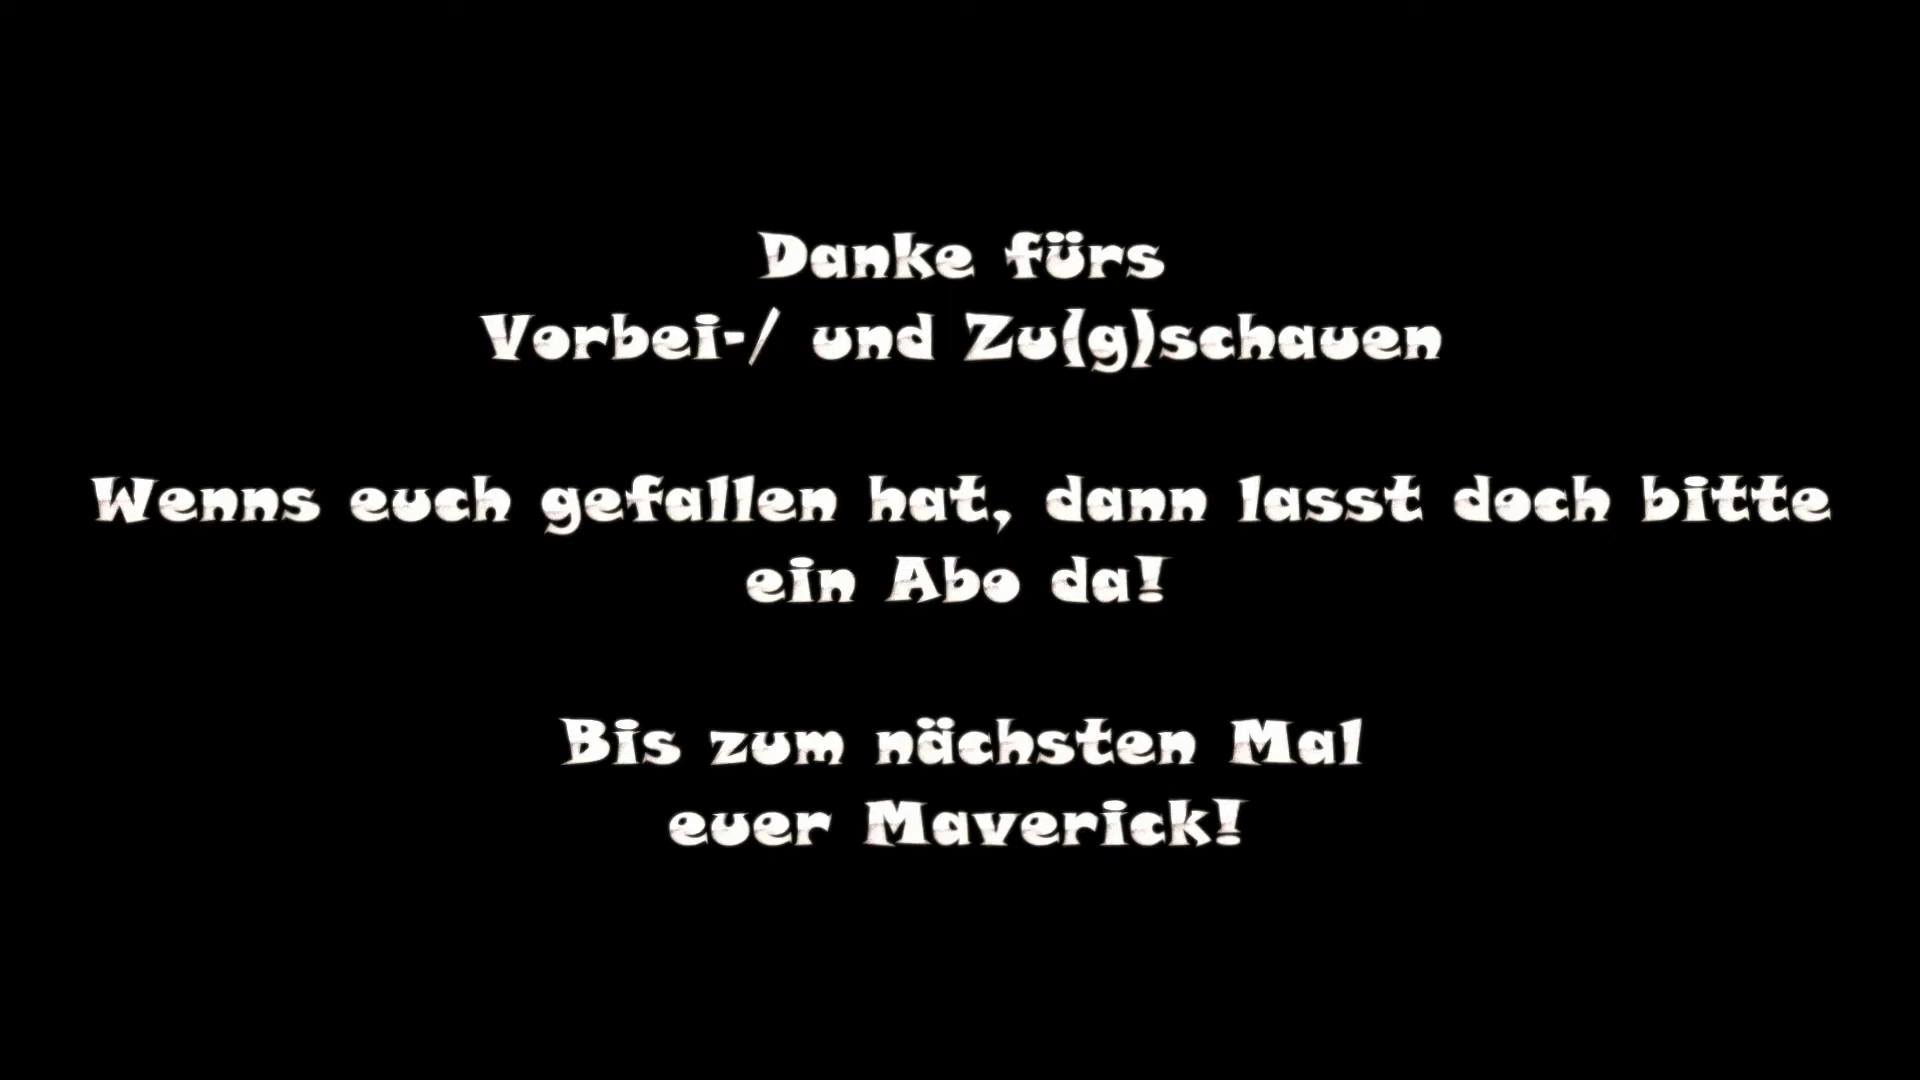 Danke fürs
Vorbei-/ und Zu(g)schauen
Wenns euch gefallen hat, dann lasst doch bitte
ein Abo da!
Bis zum nächsten Mal
euer Maverick!